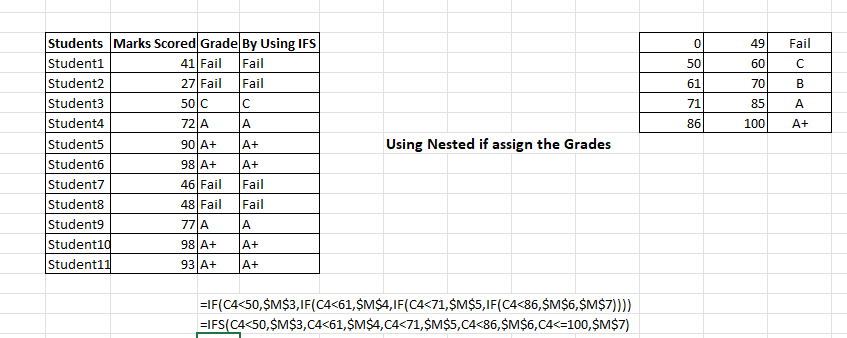 Students Marks Scored Grade By Using IFS
Student1 41 Fail Fail
Student2 27 Fail Fail
Student3 50 C C
Student4 72 A A
Student5 90 A+ A+
Student6 98 A+ A+
Student7 46 Fail Fail
Student8 48 Fail Fail
Student9 77 A A
Student10 98 A+ A+
Student11 93 A+ A+
0 49 Fail
50 60 C
61 70 B
71 85 A
86 100 A+
Using Nested if assign the Grades
=IF(C4<50,$M$3,IF(C4<61,$M$4,IF(C4<71,$M$5,IF(C4<86,$M$6,$M$7))))
=IFS(C4<50,$M$3,C4<61,$M$4,C4<71,$M$5,C4<86,$M$6,C4<=100,$M$7)